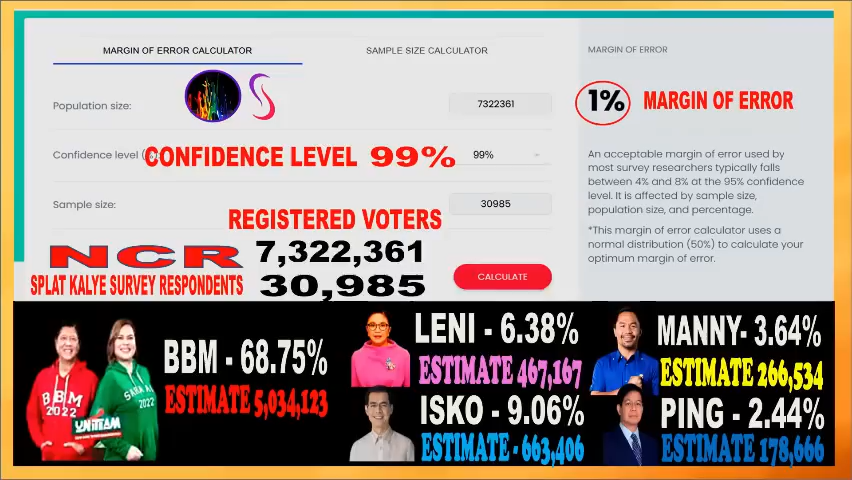 MARGIN OF ERROR CALCULATOR
SAMPLE SIZE CALCULATOR
MARGIN OF ERROR
Population size:
7322361
1% MARGIN OF ERROR
Confidence level (%):
CONFIDENCE LEVEL 99%
99%
An acceptable margin of error used by
most survey researchers typically falls
between 4% and 8% at the 95% confidence
level. It is affected by sample size,
population size, and percentage.
Sample size:
30985
*This margin of error calculator uses a
normal distribution (50%) to calculate your
optimum margin of error.
REGISTERED VOTERS
NCR 7,322,361
CALCULATE
SPLAT KALYE SURVEY RESPONDENTS 30,985
BBM - 68.75%
ESTIMATE 5,034,123
BBM
2022
SARA ALL
2022
UNITEAM
LENI - 6.38%
ESTIMATE 467,167
ISKO - 9.06%
ESTIMATE - 663,406
MANNY- 3.64%
ESTIMATE 266,534
PING - 2.44%
ESTIMATE 178,666